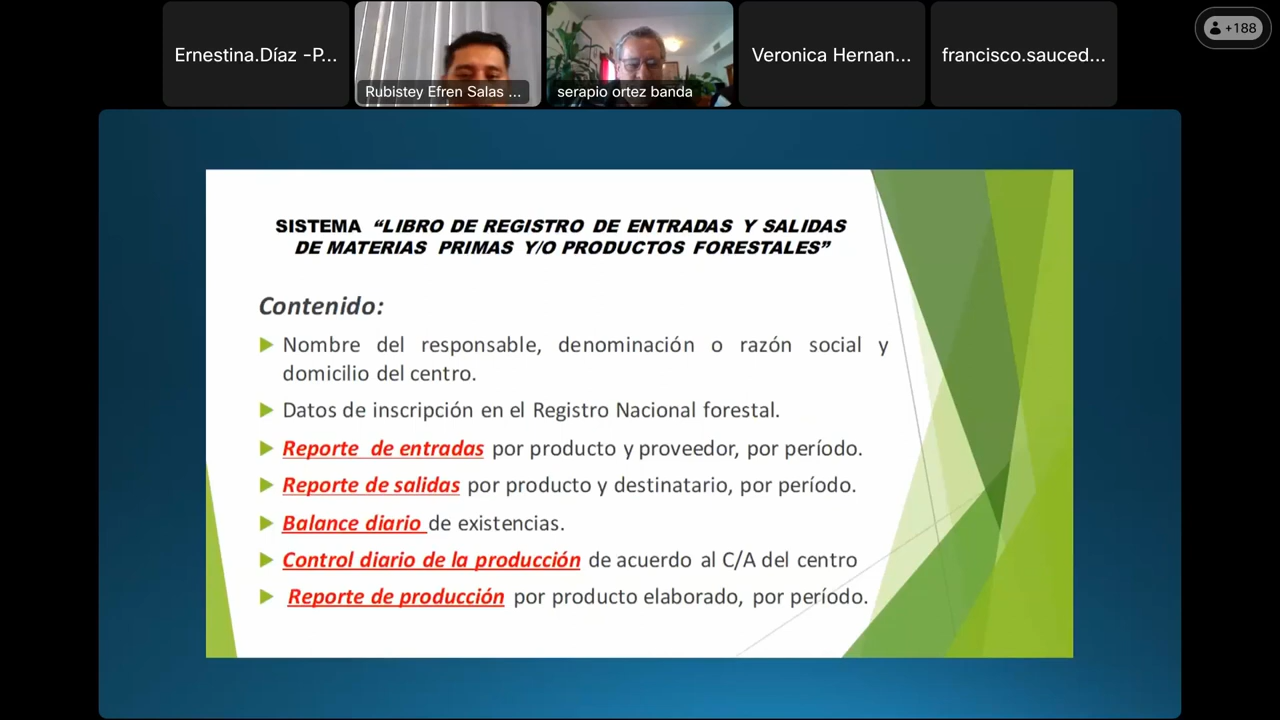 Ernestina.Díaz -P...
Rubistey Efren Salas ...
serapio ortez banda
Veronica Hernan...
francisco.sauced...
+188
SISTEMA “LIBRO DE REGISTRO DE ENTRADAS Y SALIDAS
DE MATERIAS PRIMAS Y/O PRODUCTOS FORESTALES”
Contenido:
Nombre del responsable, denominación o razón social y
domicilio del centro.
Datos de inscripción en el Registro Nacional forestal.
Reporte de entradas por producto y proveedor, por período.
Reporte de salidas por producto y destinatario, por período.
Balance diario de existencias.
Control diario de la producción de acuerdo al C/A del centro
Reporte de producción por producto elaborado, por período.